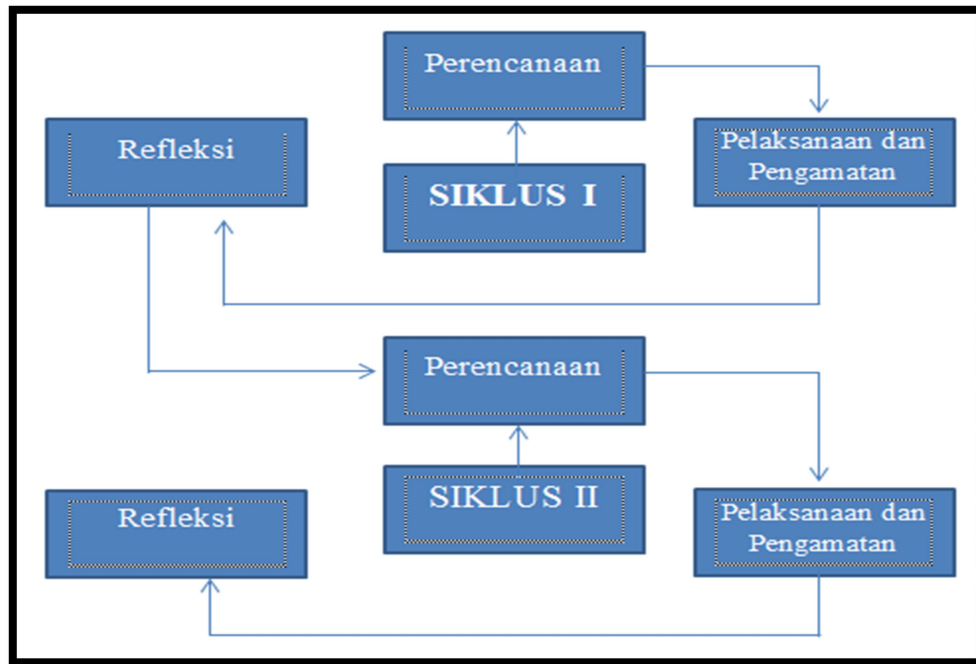 Perencanaan
Refleksi
Pelaksanaan dan
Pengamatan
SIKLUS I
Perencanaan
SIKLUS II
Refleksi
Pelaksanaan dan
Pengamatan